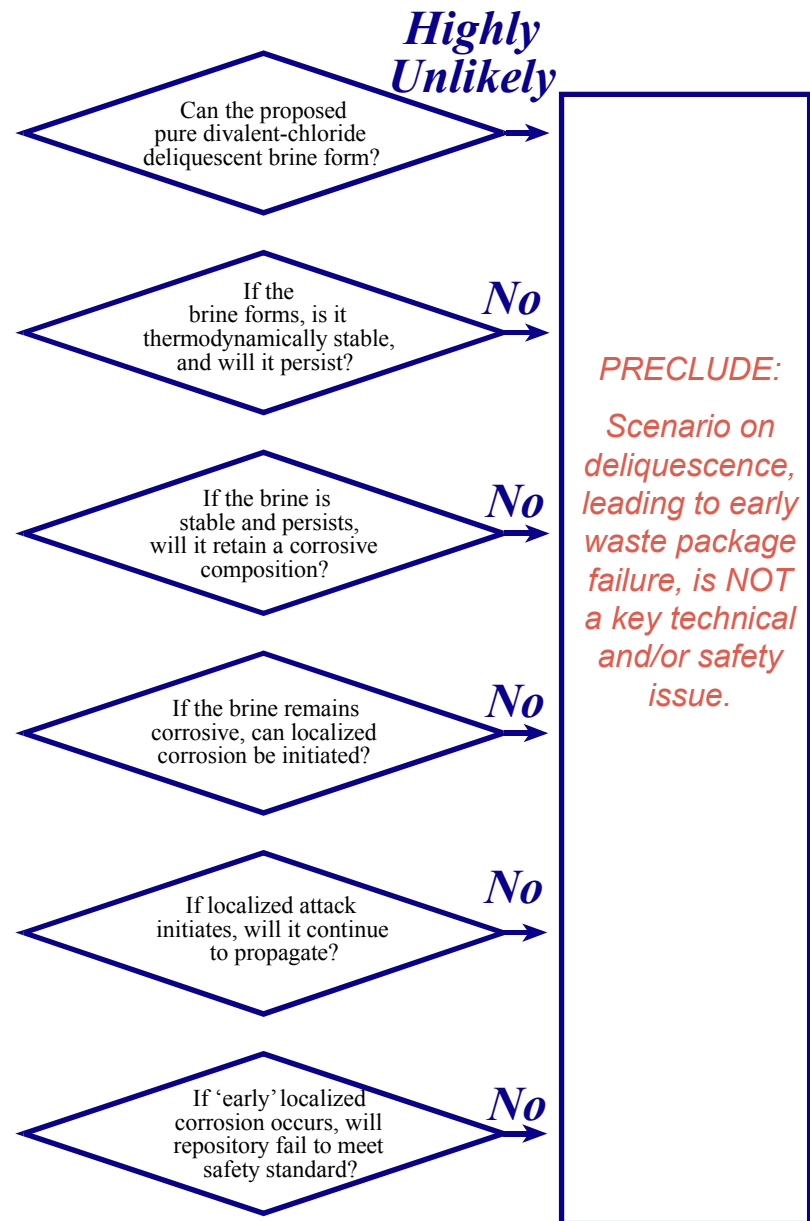 Highly
Unlikely
Can the proposed
pure divalent-chloride
deliquescent brine form?
If the
brine forms, is it
thermodynamically stable,
and will it persist?
No
If the brine is
stable and persists,
will it retain a corrosive
composition?
No
If the brine remains
corrosive, can localized
corrosion be initiated?
No
If localized attack
initiates, will it continue
to propagate?
No
If ‘early’ localized
corrosion occurs, will
repository fail to meet
safety standard?
No
PRECLUDE:
Scenario on
deliquescence,
leading to early
waste package
failure, is NOT
a key technical
and/or safety
issue.